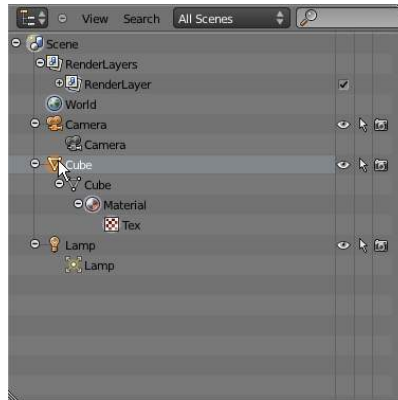 View Search All Scenes
Scene
RenderLayers
RenderLayer
World
Camera
Camera
Cube
Cube
Material
Tex
Lamp
Lamp